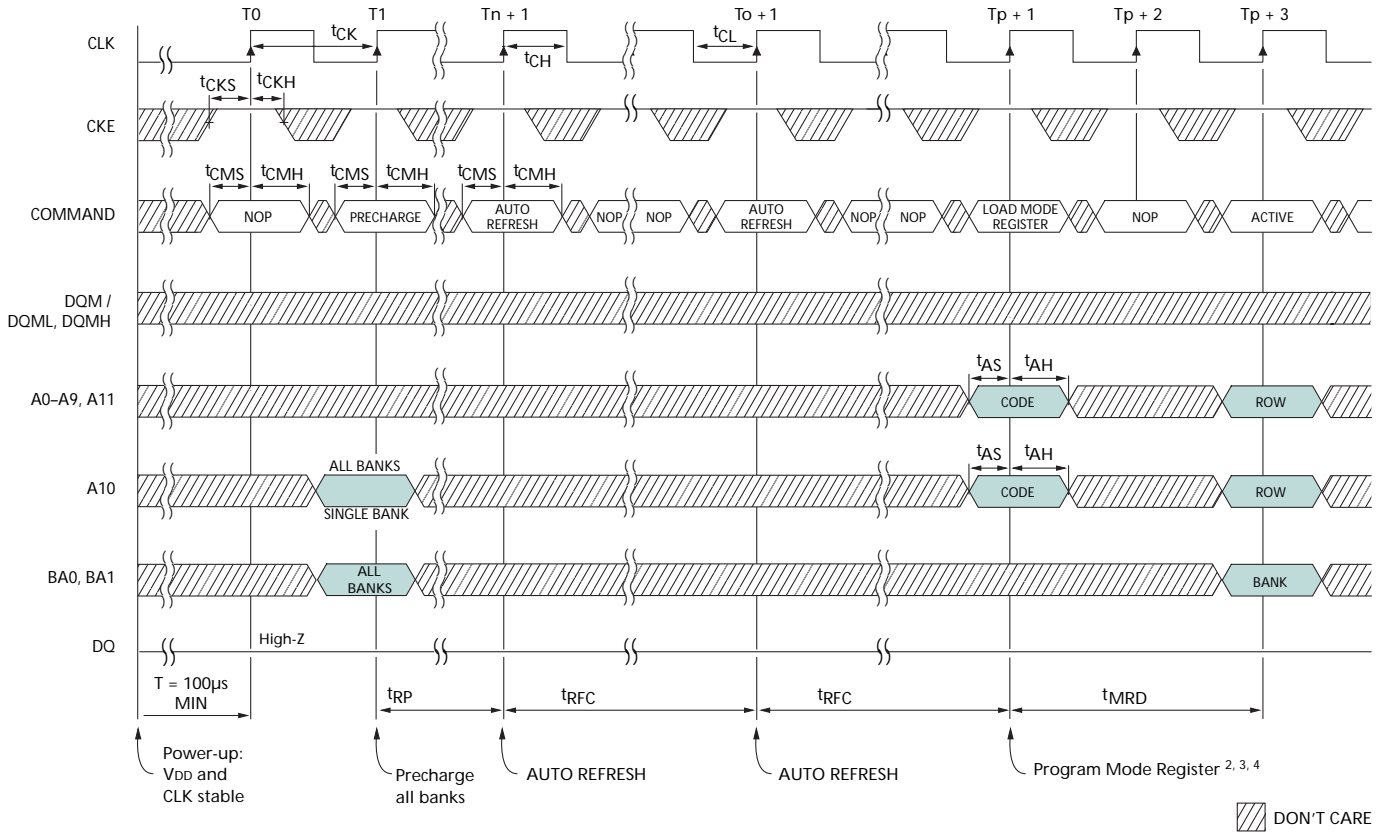 T0 T1 Tn + 1 To + 1 Tp + 1 Tp + 2 Tp + 3
CLK
tCK tCH tCL
tCKS tCKH
CKE
tCMS tCMH tCMS tCMH tCMS tCMH
COMMAND
NOP PRECHARGE AUTO REFRESH NOP NOP AUTO REFRESH NOP NOP LOAD MODE REGISTER NOP ACTIVE
DQM /
DQML, DQMH
tAS tAH
A0–A9, A11
CODE ROW
ALL BANKS
tAS tAH
A10
CODE ROW
SINGLE BANK
BA0, BA1
ALL BANKS BANK
DQ
High-Z
T = 100µs
MIN
tRP tRFC tRFC tMRD
Power-up:
VDD and
CLK stable
Precharge
all banks
AUTO REFRESH
AUTO REFRESH
Program Mode Register 2, 3, 4
DON'T CARE